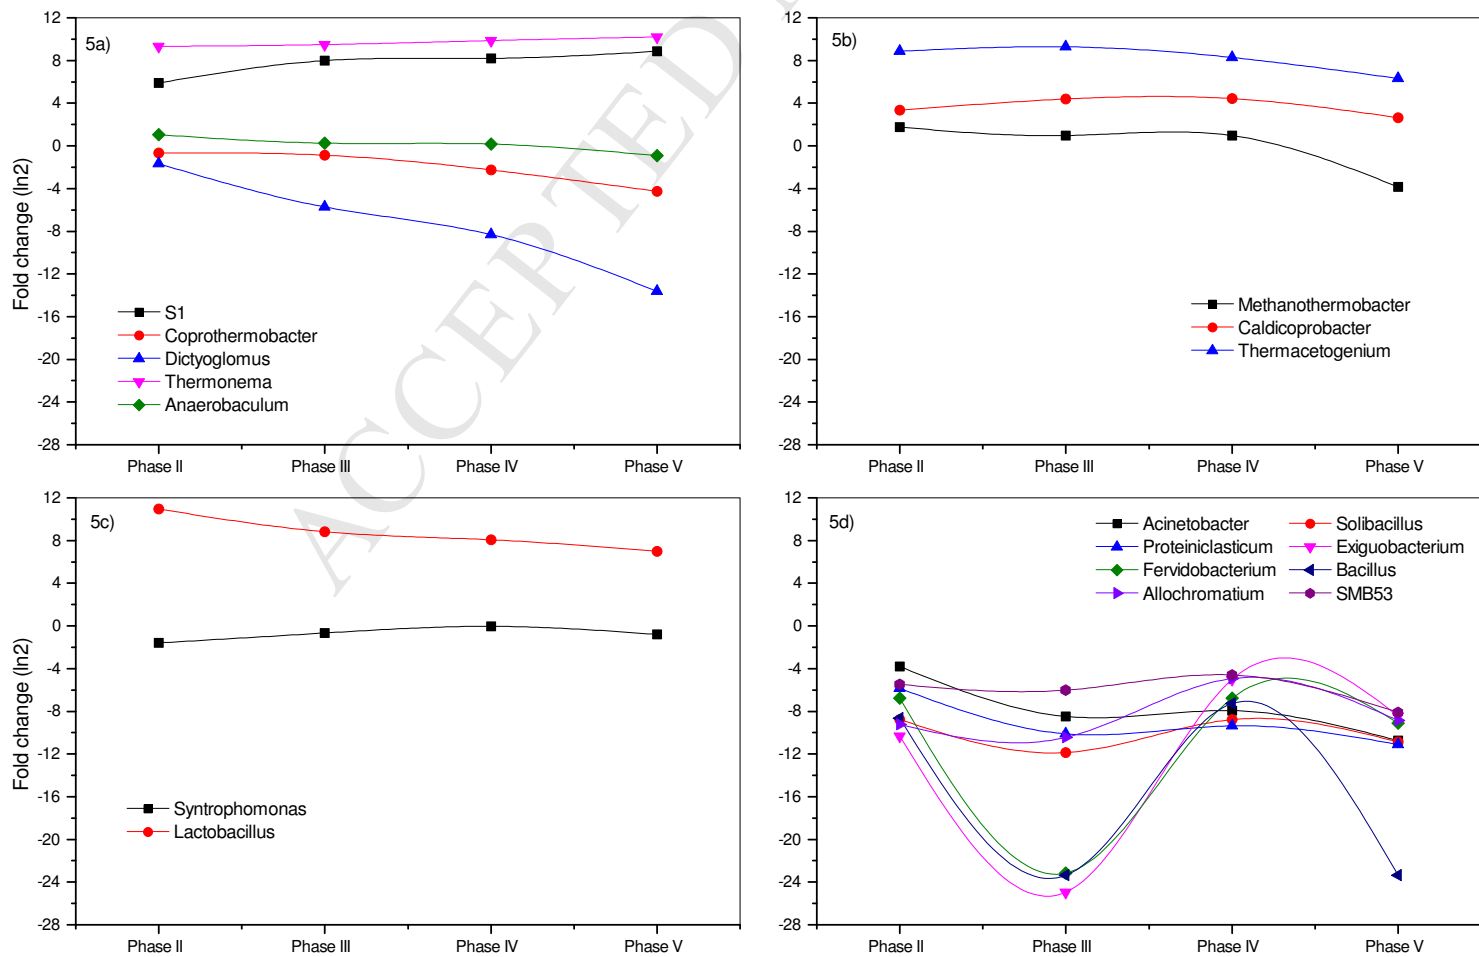 5a)
Fold change (ln2)
12
8
4
0
-4
-8
-12
-16
-20
-24
-28
S1
Coprothermobacter
Dictyoglomus
Thermonema
Anaerobaculum
Phase II Phase III Phase IV Phase V
5b)
12
8
4
0
-4
-8
-12
-16
-20
-24
-28
Methanothermobacter
Caldicoprobacter
Thermacetogenium
Phase II Phase III Phase IV Phase V
5c)
Fold change (ln2)
12
8
4
0
-4
-8
-12
-16
-20
-24
-28
Syntrophomonas
Lactobacillus
Phase II Phase III Phase IV Phase V
5d)
12
8
4
0
-4
-8
-12
-16
-20
-24
-28
Acinetobacter Solibacillus
Proteiniclasticum Exiguobacterium
Fervidobacterium Bacillus
Allochromatium SMB53
Phase II Phase III Phase IV Phase V
ACCEPTED